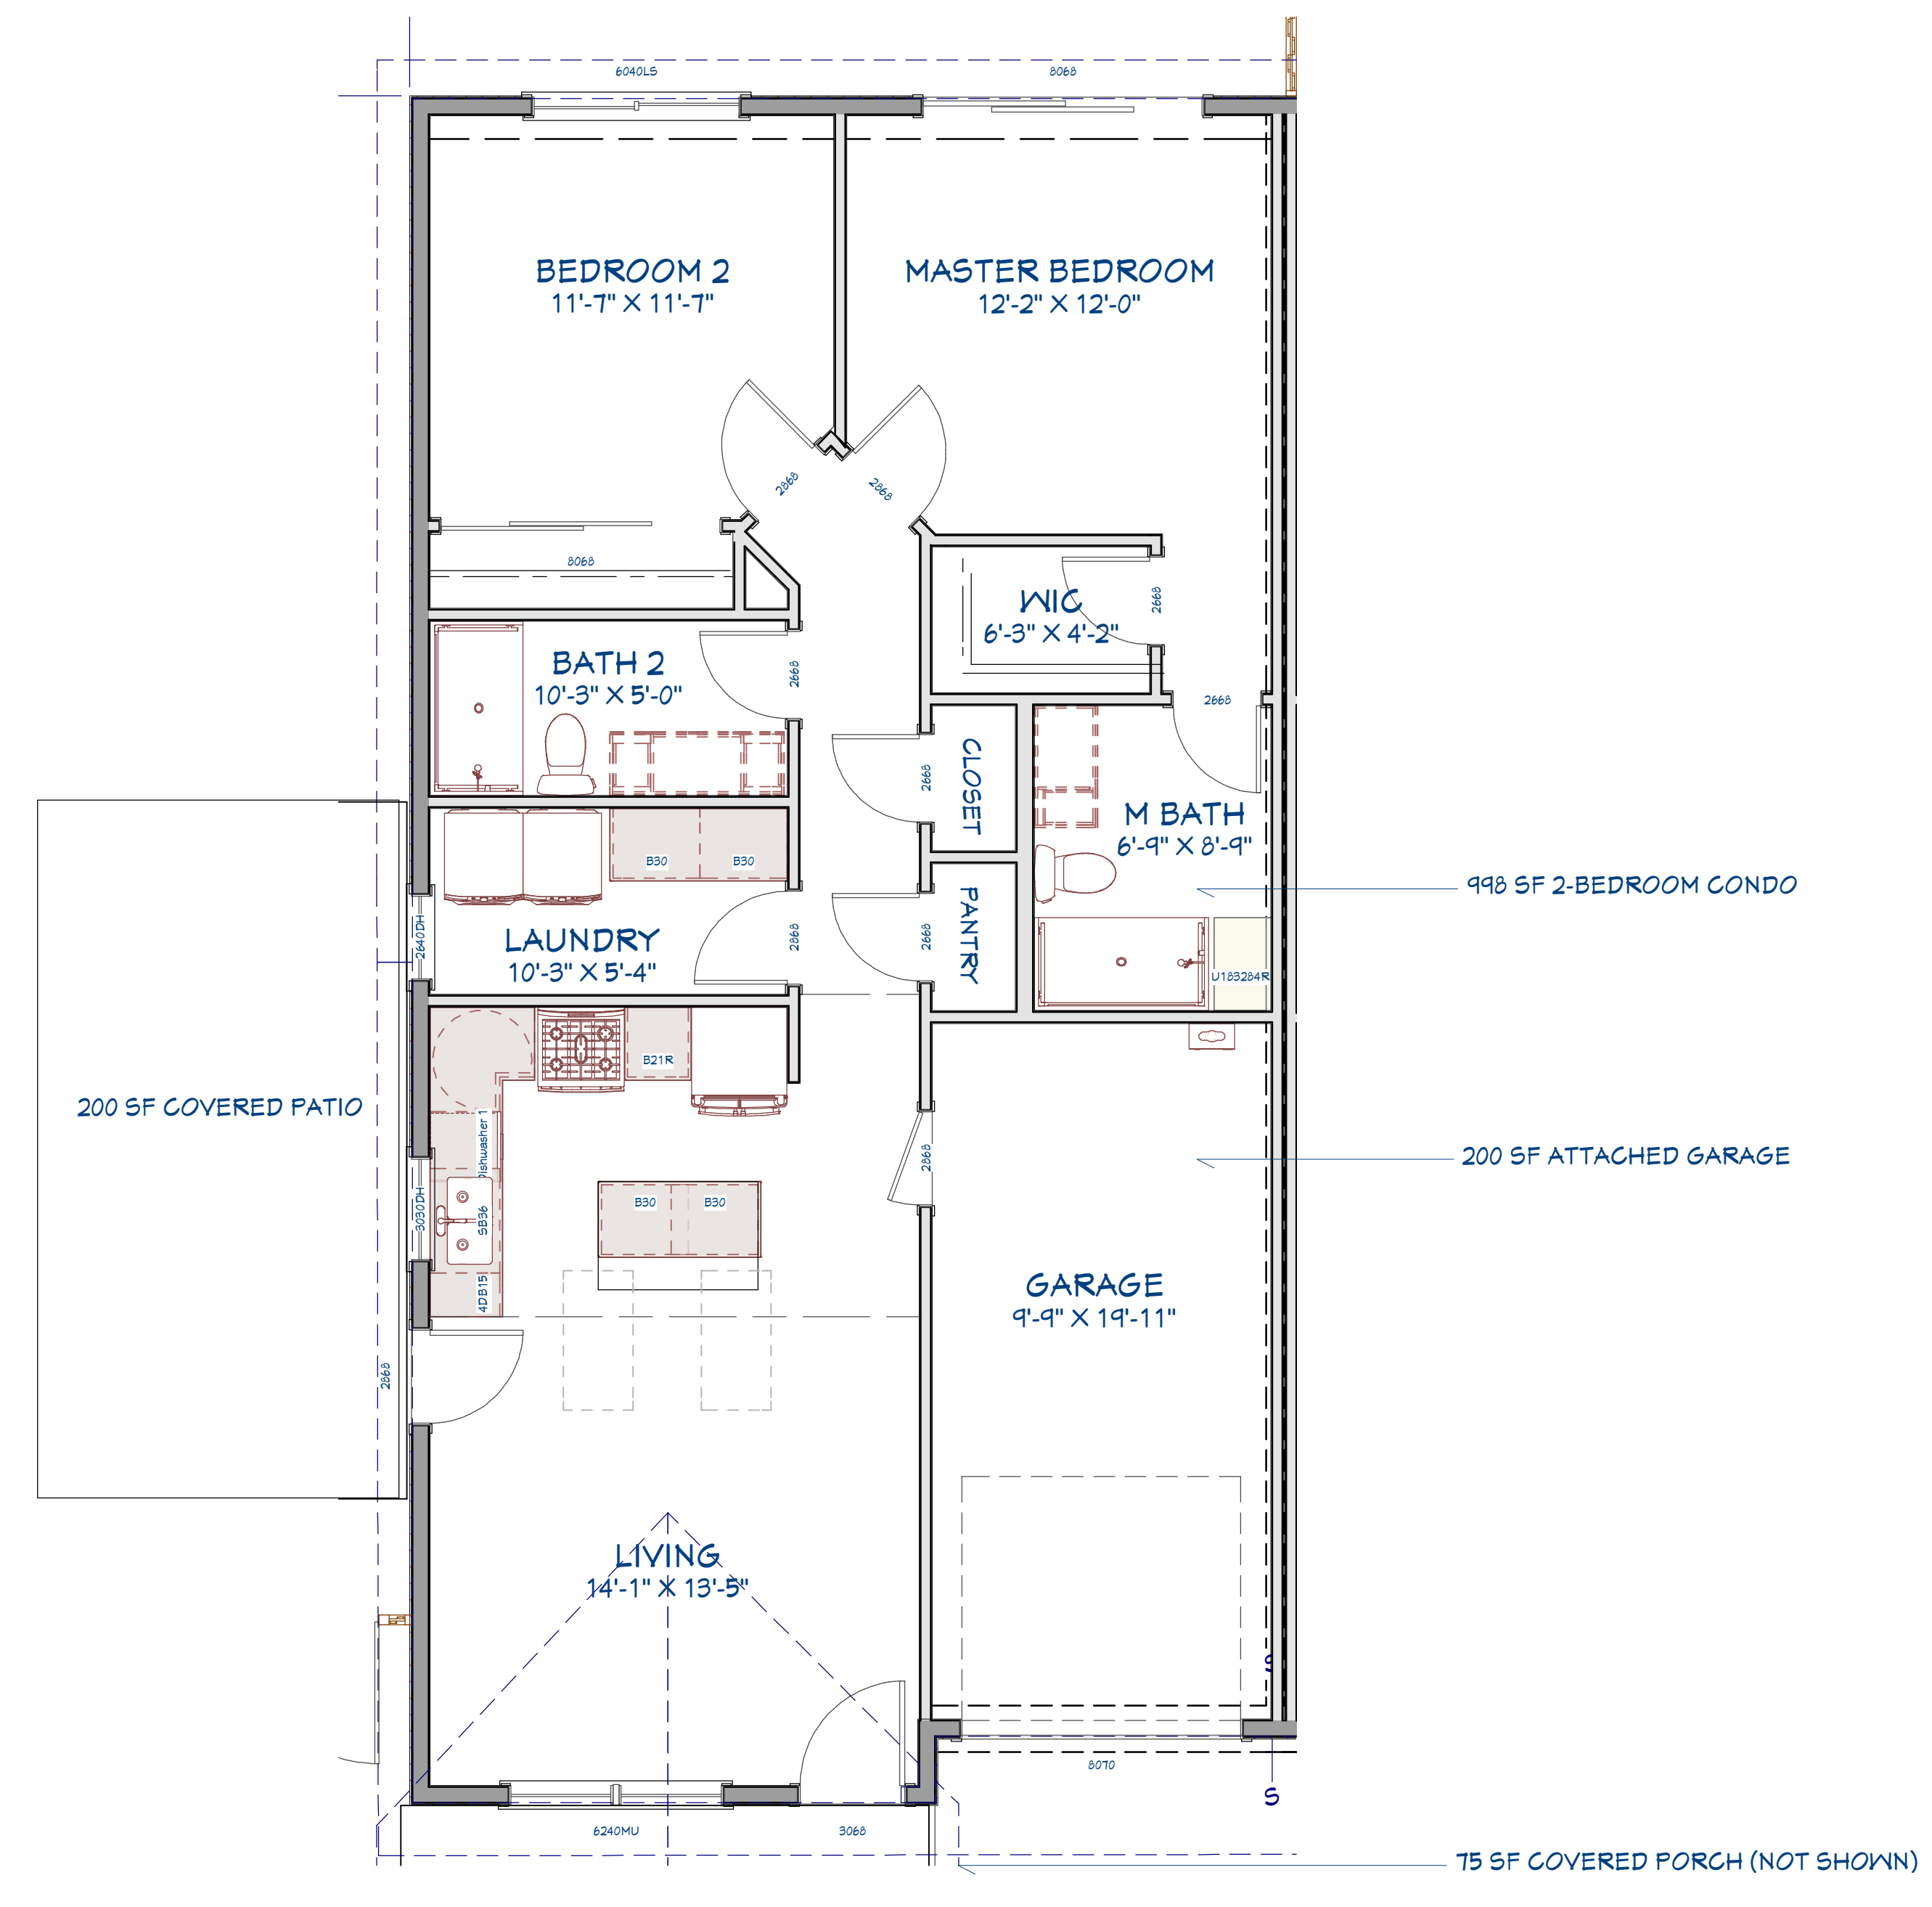 6040LS
8068
BEDROOM 2
11'-7" X 11'-7"
MASTER BEDROOM
12'-2" X 12'-0"
2868
2868
8068
WIC
6'-3" X 4'-2"
2668
BATH 2
10'-3" X 5'-0"
2668
2668
CLOSET
2668
M BATH
6'-9" X 8'-9"
B30
B30
998 SF 2-BEDROOM CONDO
2640DH
LAUNDRY
10'-3" X 5'-4"
2868
2668
PANTRY
U183284R
B21R
200 SF COVERED PATIO
Dishwasher 1
2868
200 SF ATTACHED GARAGE
3030DH
SB36
B30
B30
4DB15
GARAGE
9'-9" X 19'-11"
2868
LIVING
14'-1" X 13'-5"
S
8070
S
6240MU
3068
75 SF COVERED PORCH (NOT SHOWN)